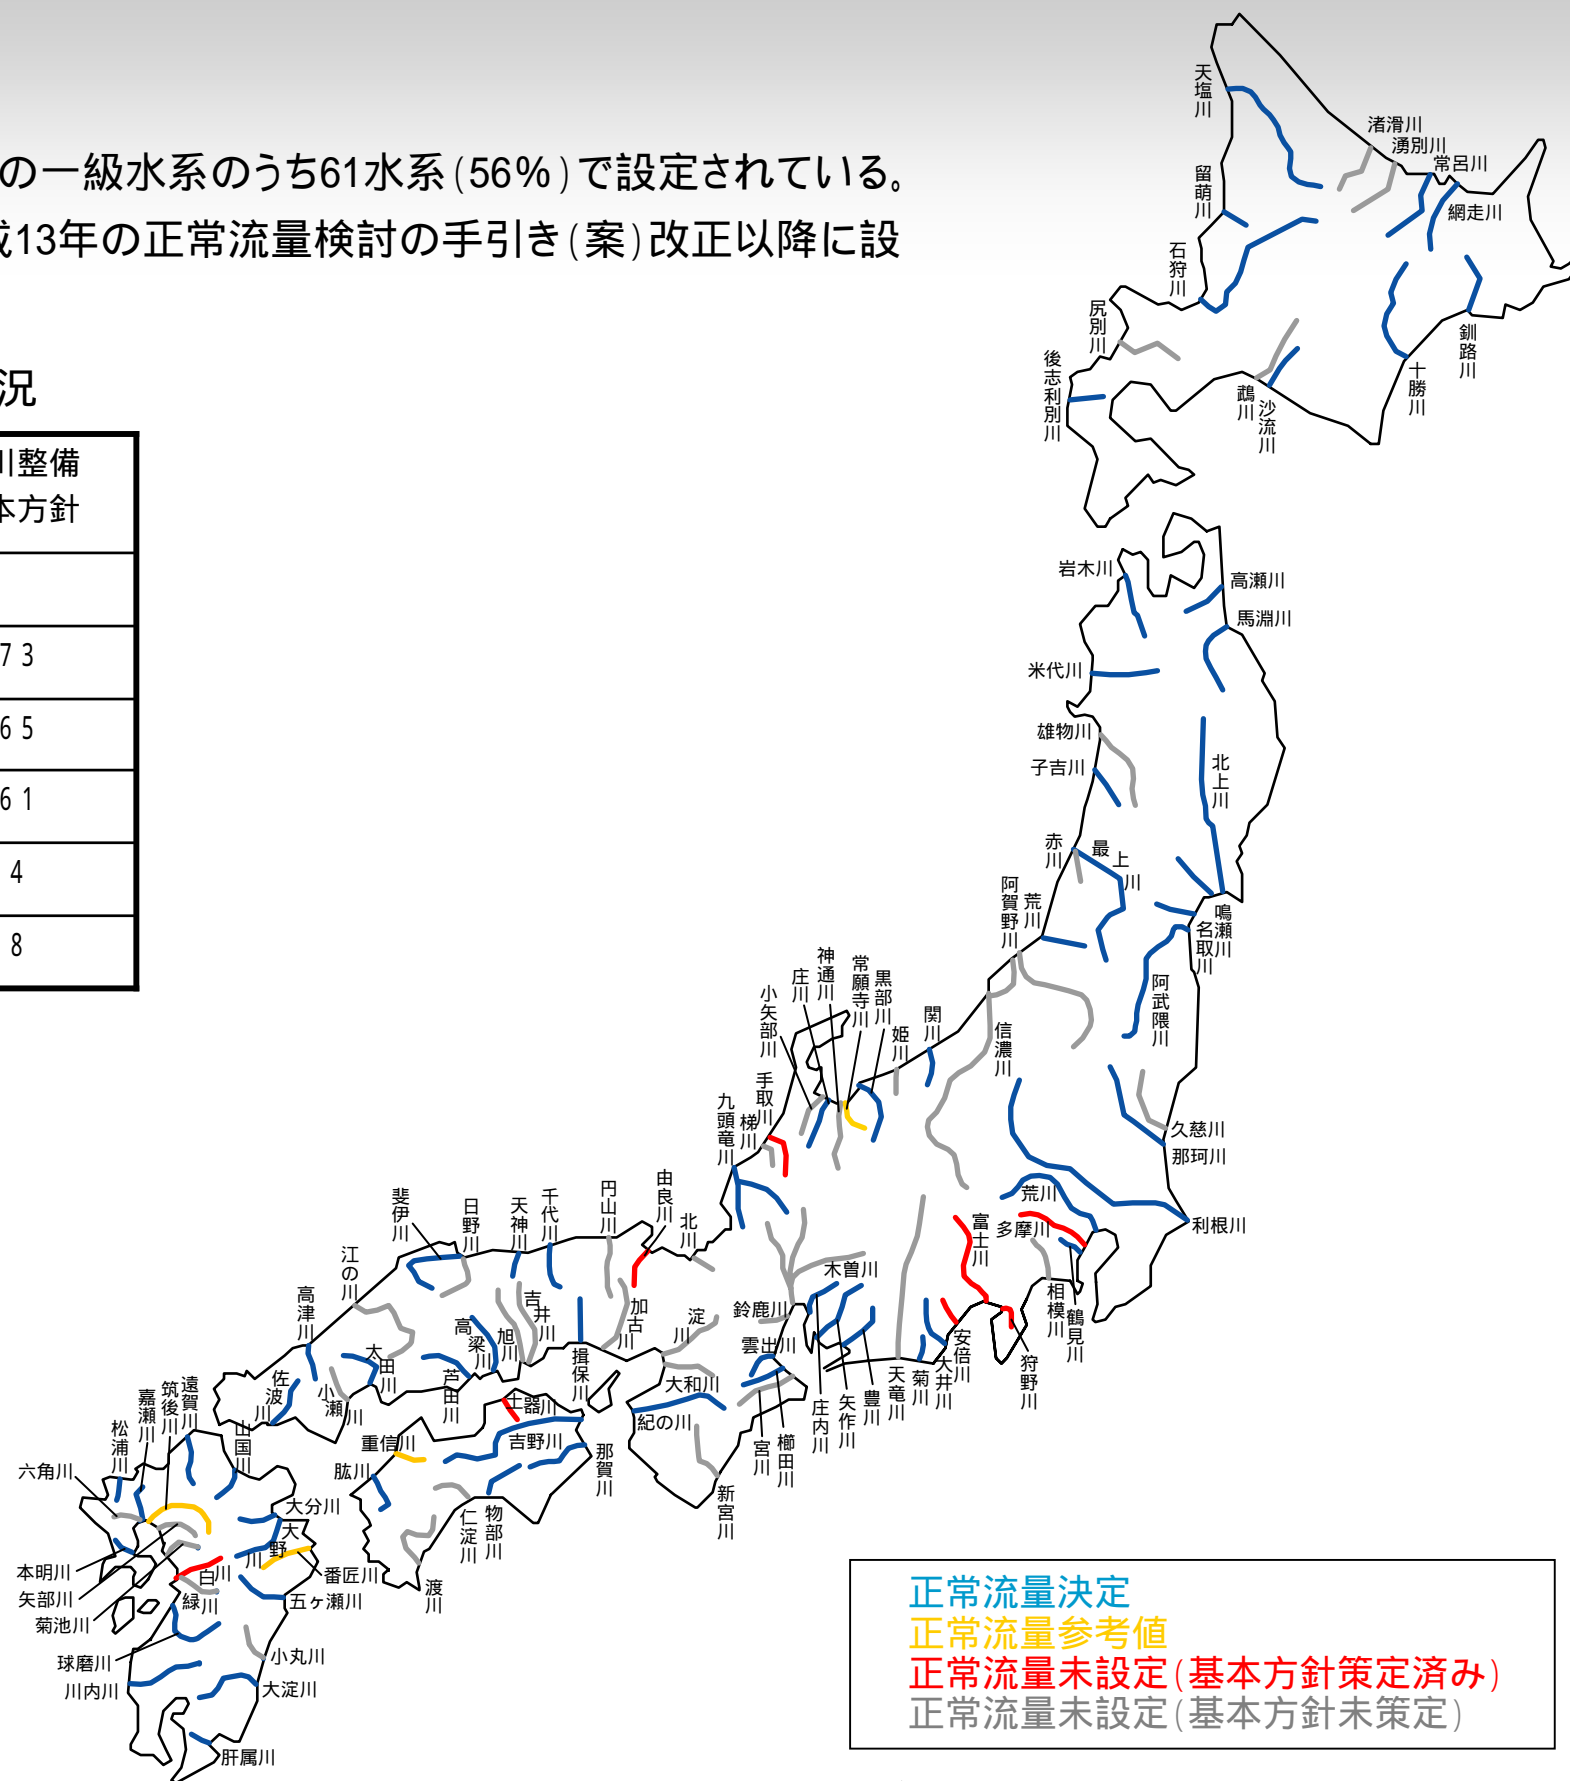 の一級水系のうち61水系(56%)で設定されている。
成13年の正常流量検討の手引き(案)改正以降に設
況
川整備
本方針
73
65
61
4
8
天塩川
渚滑川
湧別川
常呂川
網走川
留萌川
石狩川
尻別川
後志利別川
鵡川
沙流川
十勝川
釧路川
岩木川
高瀬川
馬淵川
米代川
雄物川
子吉川
北上川
赤川
最上川
荒川
阿賀野川
鳴瀬川
名取川
阿武隈川
信濃川
関川
姫川
黒部川
常願寺川
神通川
庄川
小矢部川
手取川
梯川
九頭竜川
久慈川
那珂川
利根川
荒川
多摩川
鶴見川
相模川
富士川
狩野川
安倍川
大井川
菊川
天竜川
豊川
矢作川
庄内川
木曽川
鈴鹿川
雲出川
櫛田川
宮川
北川
由良川
円山川
千代川
天神川
日野川
斐伊川
江の川
高津川
淀川
大和川
紀の川
新宮川
加古川
揖保川
吉井川
旭川
高梁川
芦田川
太田川
小瀬川
佐波川
土器川
吉野川
那賀川
重信川
肱川
物部川
仁淀川
渡川
遠賀川
筑後川
嘉瀬川
松浦川
六角川
山国川
大分川
大野川
番匠川
五ヶ瀬川
本明川
矢部川
菊池川
白川
緑川
球磨川
川内川
小丸川
大淀川
肝属川
正常流量決定
正常流量参考値
正常流量未設定(基本方針策定済み)
正常流量未設定(基本方針未策定)